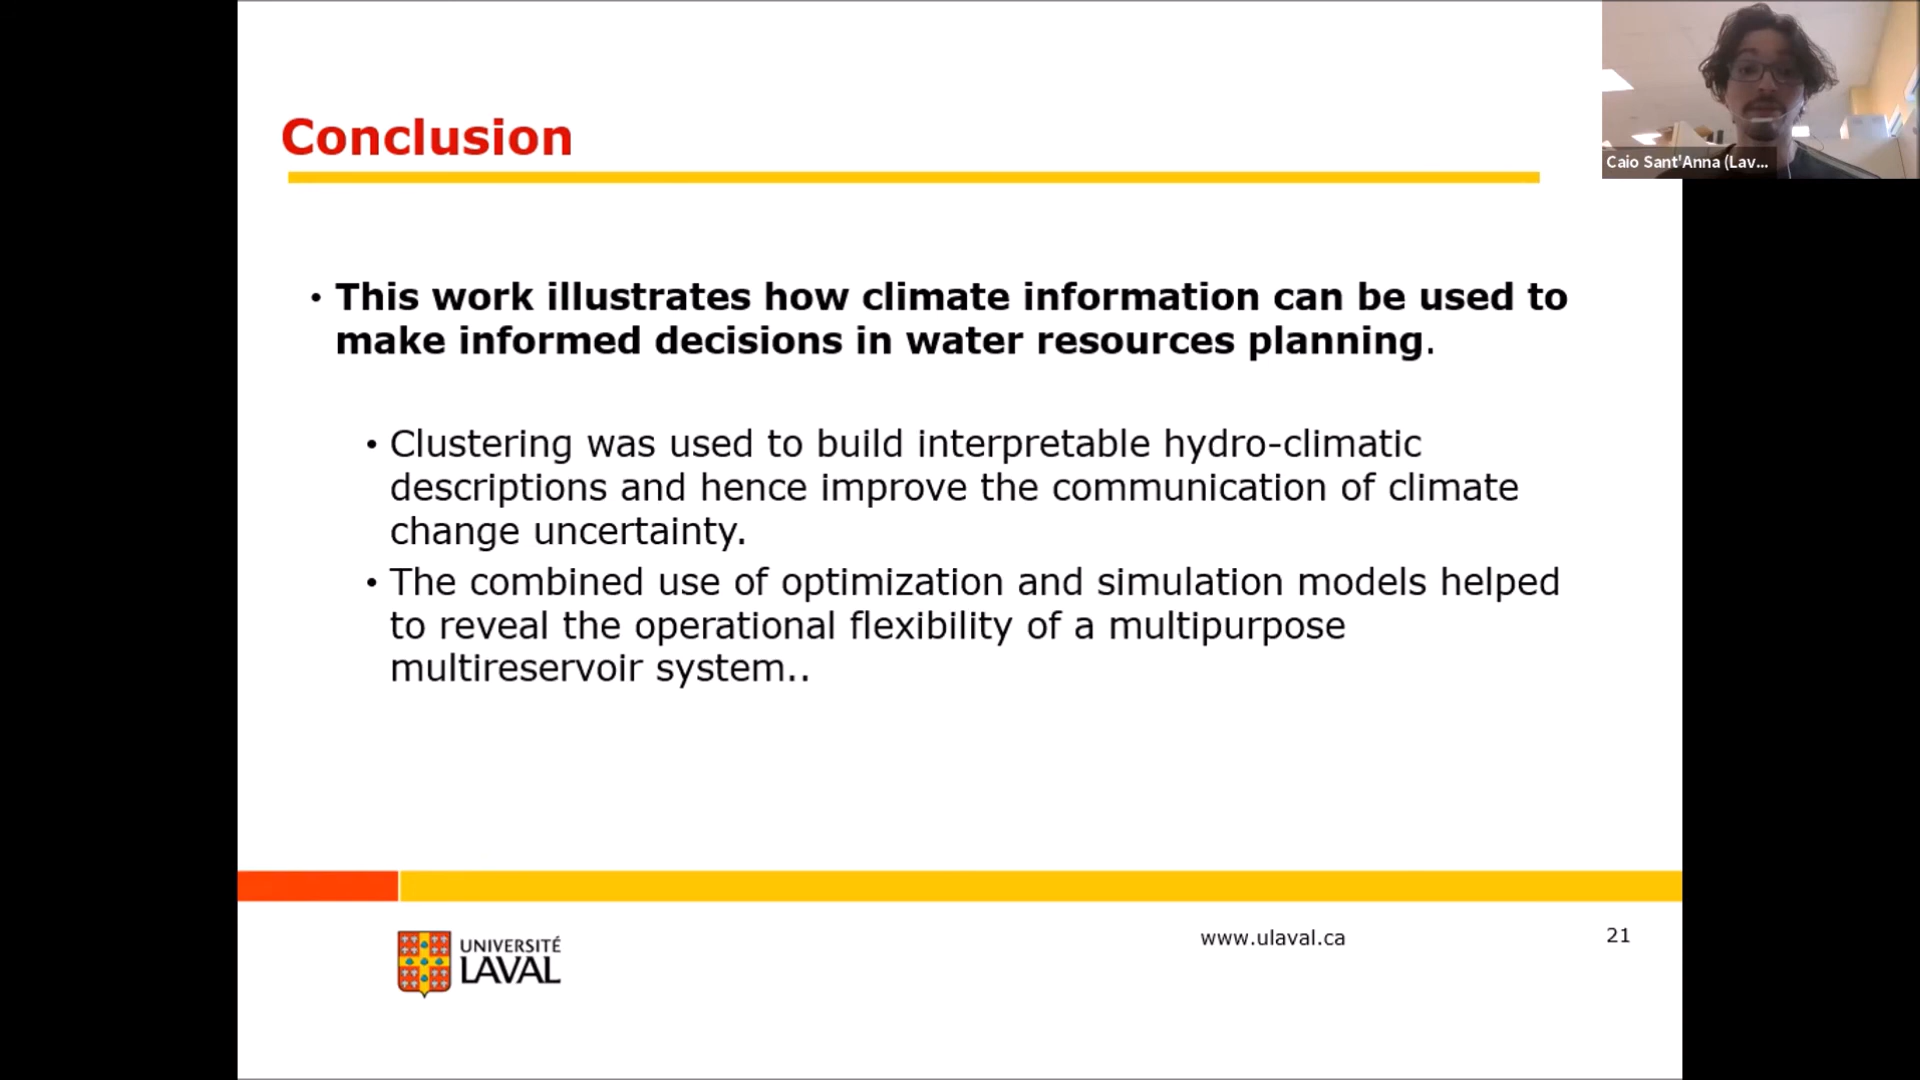 Conclusion
• This work illustrates how climate information can be used to
make informed decisions in water resources planning.
• Clustering was used to build interpretable hydro-climatic
descriptions and hence improve the communication of climate
change uncertainty.
• The combined use of optimization and simulation models helped
to reveal the operational flexibility of a multipurpose
multireservoir system..
Caio Sant'Anna (Lav...
UNIVERSITÉ
LAVAL
www.ulaval.ca
21